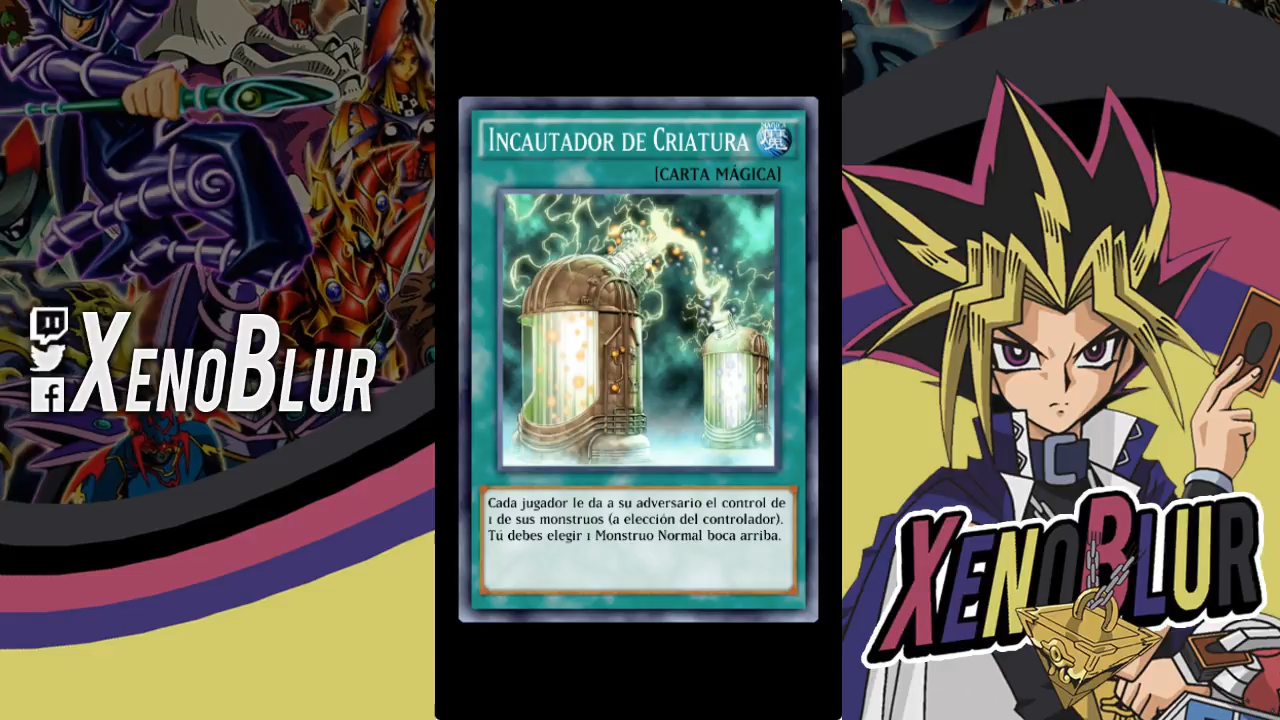 XENOBLUR
INCAUTADOR DE CRIATURA
MÁGICA
[CARTA MÁGICA]
Cada jugador le da a su adversario el control de
1 de sus monstruos (a elección del controlador).
Tú debes elegir 1 Monstruo Normal boca arriba.
XENOBLUR